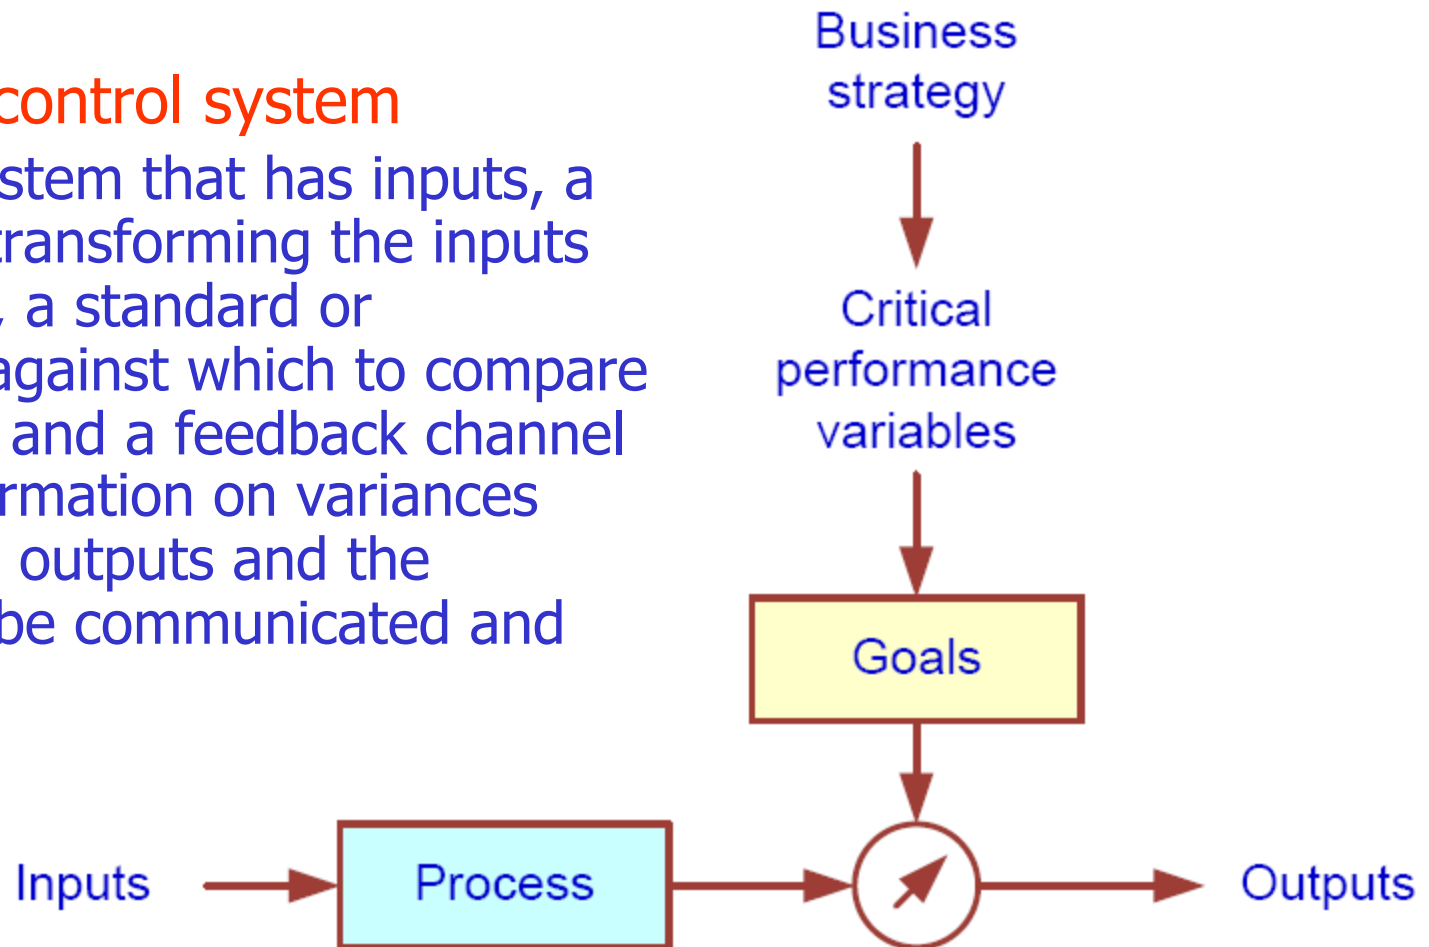 control system
stem that has inputs, a
transforming the inputs
, a standard or
against which to compare
and a feedback channel
rmation on variances
outputs and the
be communicated and
Business
strategy
Critical
performance
variables
Goals
Inputs
Process
Outputs